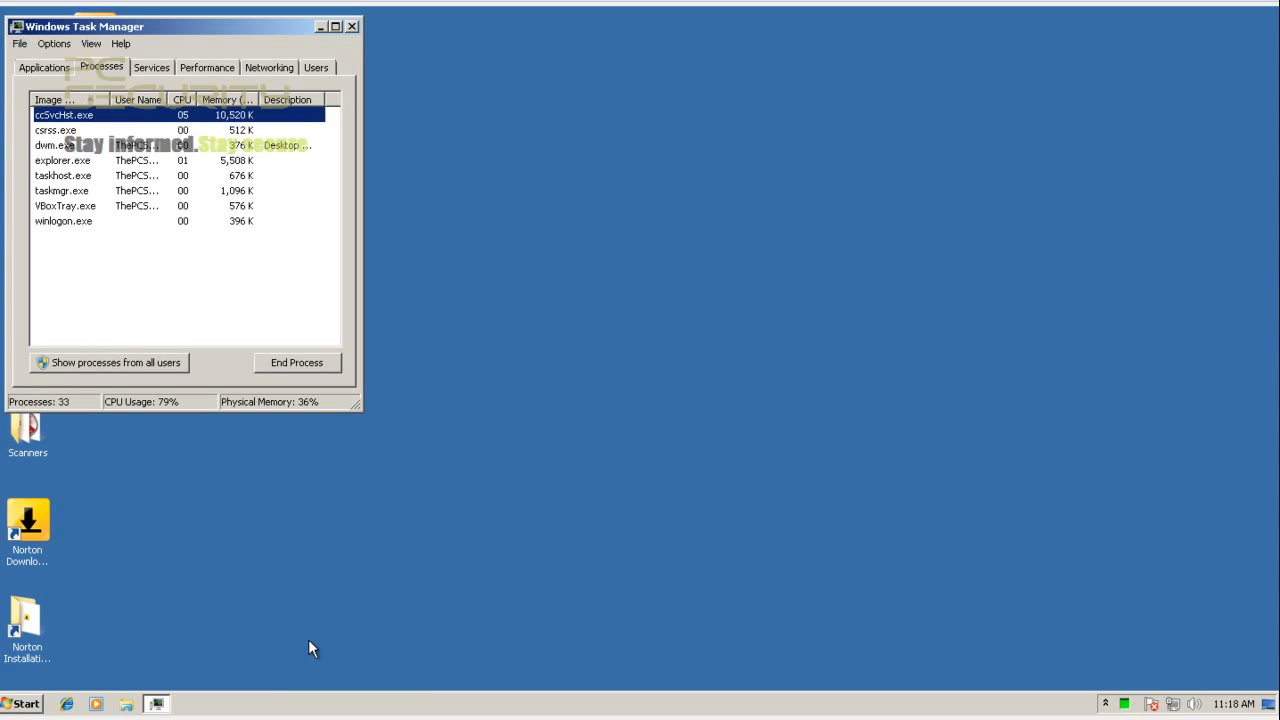 Windows Task Manager
File Options View Help
Applications Processes Services Performance Networking Users
PC
SECURITY
Stay informed. Stay secure
Image ... User Name CPU Memory (... Description
ccSvcHst.exe 05 10,520 K
csrss.exe 00 512 K
dwm.exe ThePCS... 00 376 K Desktop ...
explorer.exe ThePCS... 01 5,508 K
taskhost.exe ThePCS... 00 676 K
taskmgr.exe ThePCS... 00 1,096 K
VBoxTray.exe ThePCS... 00 576 K
winlogon.exe 00 396 K
Show processes from all users End Process
Processes: 33 CPU Usage: 79% Physical Memory: 36%
Scanners
Norton
Downlo...
Norton
Installati...
Start 11:18 AM